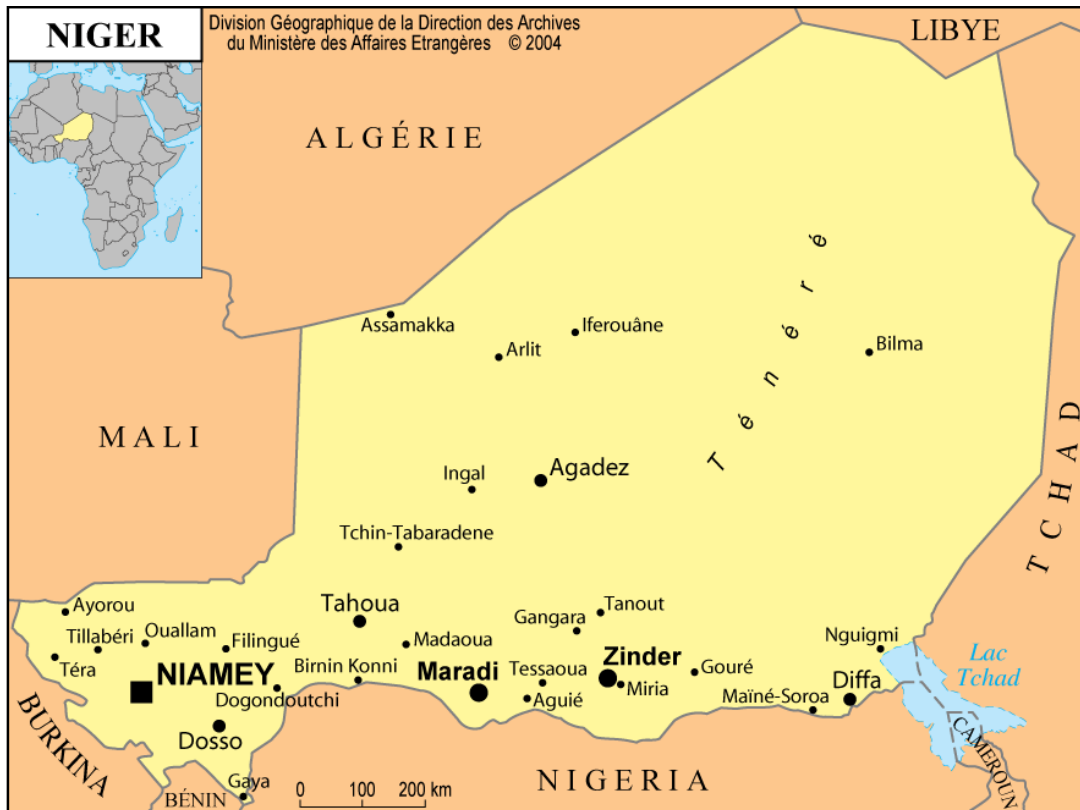 NIGER
Division Géographique de la Direction des Archives
du Ministère des Affaires Etrangères © 2004
LIBYE
ALGÉRIE
Ténéré
Assamakka
Iferouâne
Arlit
Bilma
MALI
TCHAD
Ingal
Agadez
Tchin-Tabaradene
Ayorou
Tahoua
Tanout
Gangara
Tillabéri
Ouallam
Filingué
Madaoua
Nguigmi
Téra
NIAMEY
Birnin Konni
Maradi
Tessaoua
Zinder
Gouré
Lac
Tchad
Dogondoutchi
Aguié
Miria
Maïné-Soroa
Diffa
BURKINA
Dosso
CAMEROUN
Gaya
BÉNIN
NIGERIA
0 100 200 km